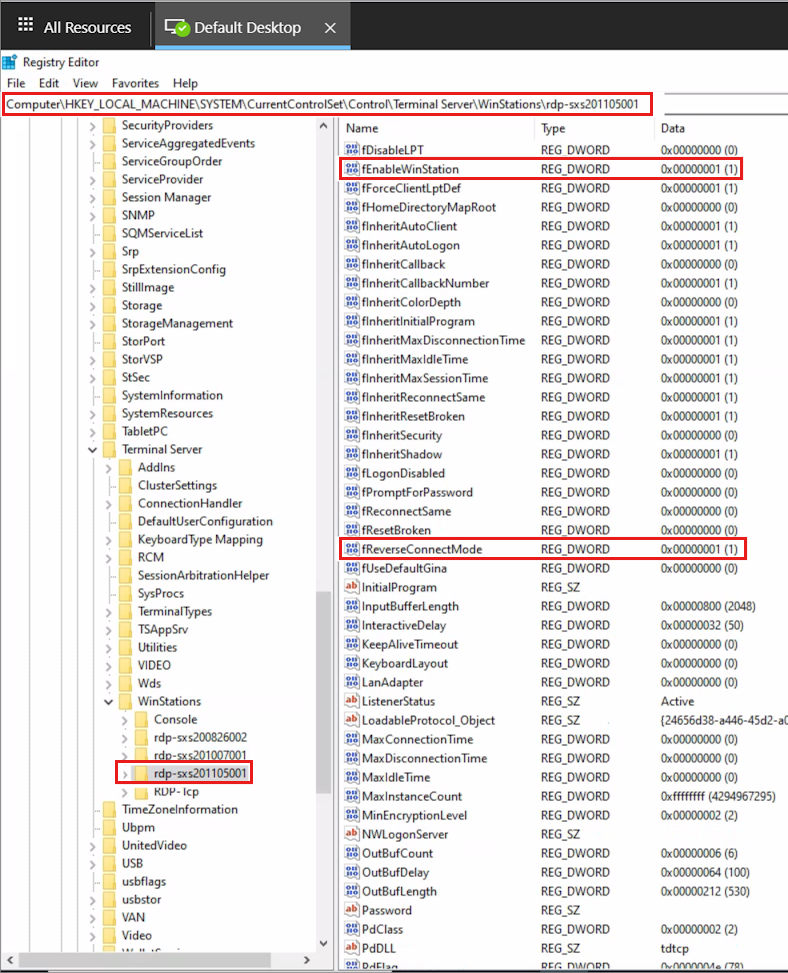 All Resources
Default Desktop
Registry Editor
File Edit View Favorites Help
Computer\HKEY_LOCAL_MACHINE\SYSTEM\CurrentControlSet\Control\Terminal Server\WinStations\rdp-sxs201105001
SecurityProviders
ServiceAggregatedEvents
ServiceGroupOrder
ServiceProvider
Session Manager
SNMP
SQMServiceList
Srp
SrpExtensionConfig
StillImage
Storage
StorageManagement
StorPort
StorVSP
StSec
SystemInformation
SystemResources
TabletPC
Terminal Server
AddIns
ClusterSettings
ConnectionHandler
DefaultUserConfiguration
KeyboardType Mapping
RCM
SessionArbitrationHelper
SysProcs
TerminalTypes
TSAppSrv
Utilities
VIDEO
Wds
WinStations
Console
rdp-sxs200826002
rdp-sxs201007001
rdp-sxs201105001
RDP-Tcp
TimeZoneInformation
Ubpm
UnitedVideo
USB
usbflags
usbstor
VAN
Video
Name Type Data
fDisableLPT REG_DWORD 0x00000000 (0)
fEnableWinStation REG_DWORD 0x00000001 (1)
fForceClientLptDef REG_DWORD 0x00000001 (1)
fHomeDirectoryMapRoot REG_DWORD 0x00000000 (0)
fInheritAutoClient REG_DWORD 0x00000001 (1)
fInheritAutoLogon REG_DWORD 0x00000001 (1)
fInheritCallback REG_DWORD 0x00000000 (0)
fInheritCallbackNumber REG_DWORD 0x00000001 (1)
fInheritColorDepth REG_DWORD 0x00000000 (0)
fInheritInitialProgram REG_DWORD 0x00000001 (1)
fInheritMaxDisconnectionTime REG_DWORD 0x00000001 (1)
fInheritMaxIdleTime REG_DWORD 0x00000001 (1)
fInheritMaxSessionTime REG_DWORD 0x00000001 (1)
fInheritReconnectSame REG_DWORD 0x00000001 (1)
fInheritResetBroken REG_DWORD 0x00000001 (1)
fInheritSecurity REG_DWORD 0x00000000 (0)
fInheritShadow REG_DWORD 0x00000001 (1)
fLogonDisabled REG_DWORD 0x00000000 (0)
fPromptForPassword REG_DWORD 0x00000000 (0)
fReconnectSame REG_DWORD 0x00000000 (0)
fResetBroken REG_DWORD 0x00000000 (0)
fReverseConnectMode REG_DWORD 0x00000001 (1)
fUseDefaultGina REG_DWORD 0x00000000 (0)
InitialProgram REG_SZ
InputBufferLength REG_DWORD 0x00000800 (2048)
InteractiveDelay REG_DWORD 0x00000032 (50)
KeepAliveTimeout REG_DWORD 0x00000000 (0)
KeyboardLayout REG_DWORD 0x00000000 (0)
LanAdapter REG_DWORD 0x00000000 (0)
ListenerStatus REG_SZ Active
LoadableProtocol_Object REG_SZ {24656d38-a446-45d2-a0
MaxConnectionTime REG_DWORD 0x00000000 (0)
MaxDisconnectionTime REG_DWORD 0x00000000 (0)
MaxIdleTime REG_DWORD 0x00000000 (0)
MaxInstanceCount REG_DWORD 0xffffffff (4294967295)
MinEncryptionLevel REG_DWORD 0x00000002 (2)
NWLogonServer REG_SZ
OutBufCount REG_DWORD 0x00000006 (6)
OutBufDelay REG_DWORD 0x00000064 (100)
OutBufLength REG_DWORD 0x00000212 (530)
Password REG_SZ
PdClass REG_DWORD 0x00000002 (2)
PdDLL REG_SZ tdtcp
PdFlag REG_DWORD 0x0000004e (78)